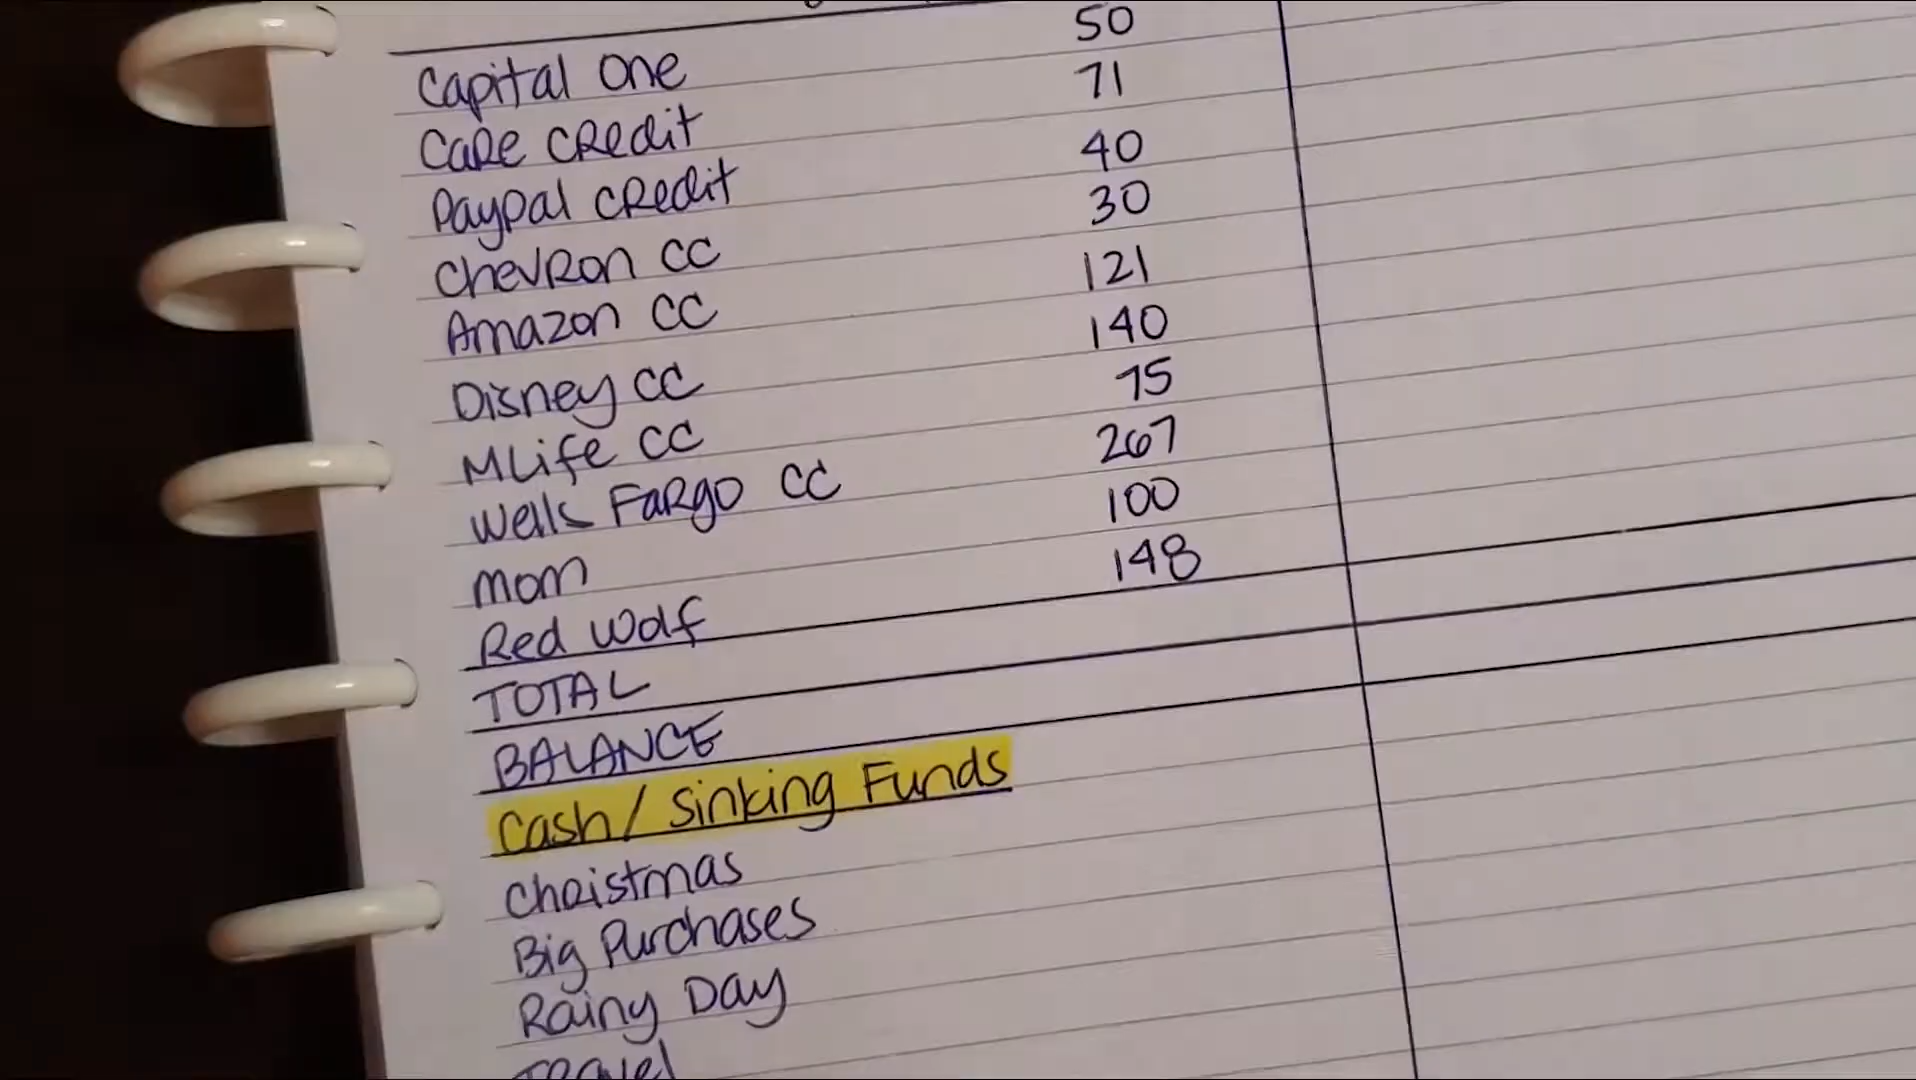 Capital One 50
Care Credit 71
Paypal Credit 40
Chevron CC 30
Amazon CC 121
Disney CC 140
MLife CC 75
Wells Fargo CC 267
Mom 100
Red Wolf 148
TOTAL
BALANCE
Cash/Sinking Funds
Christmas
Big Purchases
Rainy Day
Travel